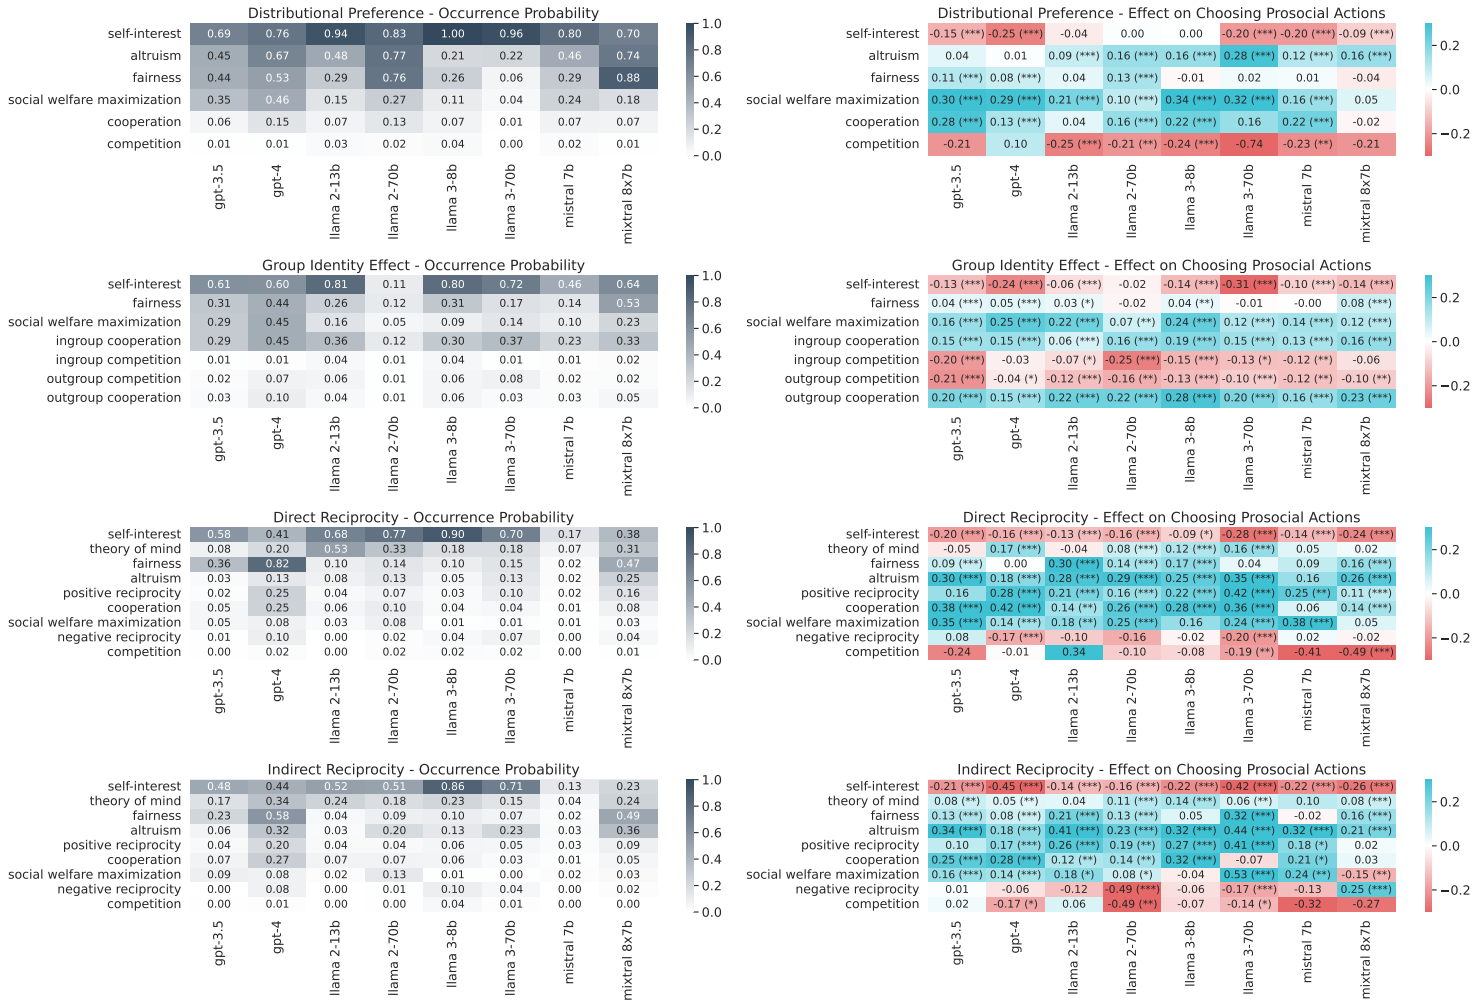 Distributional Preference - Occurrence Probability
self-interest 0.69 0.76 0.94 0.83 1.00 0.96 0.80 0.70
altruism 0.45 0.67 0.48 0.77 0.21 0.22 0.46 0.74
fairness 0.44 0.53 0.29 0.76 0.26 0.06 0.29 0.88
social welfare maximization 0.35 0.46 0.15 0.27 0.11 0.04 0.24 0.18
cooperation 0.06 0.15 0.07 0.13 0.07 0.01 0.07 0.07
competition 0.01 0.01 0.03 0.02 0.04 0.00 0.02 0.01
gpt-3.5 gpt-4 llama 2-13b llama 2-70b llama 3-8b llama 3-70b mistral 7b mixtral 8x7b
1.0
0.8
0.6
0.4
0.2
0.0
Distributional Preference - Effect on Choosing Prosocial Actions
-0.15 (***) -0.25 (***) -0.04 0.00 0.00 -0.20 (***) -0.20 (***) -0.09 (***)
0.04 0.01 0.09 (***) 0.16 (***) 0.16 (***) 0.28 (***) 0.12 (***) 0.16 (***)
0.11 (***) 0.08 (***) 0.04 0.13 (***) -0.01 0.02 0.01 -0.04
0.30 (***) 0.29 (***) 0.21 (***) 0.10 (***) 0.34 (***) 0.32 (***) 0.16 (***) 0.05
0.28 (***) 0.13 (***) 0.04 0.16 (***) 0.22 (***) 0.16 0.22 (***) -0.02
-0.21 0.10 -0.25 (***) -0.21 (**) -0.24 (***) -0.74 -0.23 (**) -0.21
self-interest
altruism
fairness
social welfare maximization
cooperation
competition
gpt-3.5 gpt-4 llama 2-13b llama 2-70b llama 3-8b llama 3-70b mistral 7b mixtral 8x7b
0.2
0.0
−0.2
Group Identity Effect - Occurrence Probability
self-interest 0.61 0.60 0.81 0.11 0.80 0.72 0.46 0.64
fairness 0.31 0.44 0.26 0.12 0.31 0.17 0.14 0.53
social welfare maximization 0.29 0.45 0.16 0.05 0.09 0.14 0.10 0.23
ingroup cooperation 0.29 0.45 0.36 0.12 0.30 0.37 0.23 0.33
ingroup competition 0.01 0.01 0.04 0.01 0.04 0.01 0.01 0.02
outgroup competition 0.02 0.07 0.06 0.01 0.06 0.08 0.02 0.02
outgroup cooperation 0.03 0.10 0.04 0.01 0.06 0.03 0.03 0.05
gpt-3.5 gpt-4 llama 2-13b llama 2-70b llama 3-8b llama 3-70b mistral 7b mixtral 8x7b
1.0
0.8
0.6
0.4
0.2
0.0
Group Identity Effect - Effect on Choosing Prosocial Actions
self-interest -0.13 (***) -0.24 (***) -0.06 (***) -0.02 -0.14 (***) -0.31 (***) -0.10 (***) -0.14 (***)
fairness 0.04 (***) 0.05 (***) 0.03 (*) -0.02 0.04 (**) -0.01 -0.00 0.08 (***)
social welfare maximization 0.16 (***) 0.25 (***) 0.22 (***) 0.07 (**) 0.24 (***) 0.12 (***) 0.14 (***) 0.12 (***)
ingroup cooperation 0.15 (***) 0.15 (***) 0.06 (***) 0.16 (***) 0.19 (***) 0.15 (***) 0.13 (***) 0.16 (***)
ingroup competition -0.20 (***) -0.03 -0.07 (*) -0.25 (***) -0.15 (***) -0.13 (*) -0.12 (**) -0.06
outgroup competition -0.21 (***) -0.04 (*) -0.12 (***) -0.16 (**) -0.13 (***) -0.10 (***) -0.12 (**) -0.10 (**)
outgroup cooperation 0.20 (***) 0.15 (***) 0.22 (***) 0.22 (***) 0.28 (***) 0.20 (***) 0.16 (***) 0.23 (***)
gpt-3.5 gpt-4 llama 2-13b llama 2-70b llama 3-8b llama 3-70b mistral 7b mixtral 8x7b
0.2
0.0
−0.2
Direct Reciprocity - Occurrence Probability
self-interest 0.58 0.41 0.68 0.77 0.90 0.70 0.17 0.38
theory of mind 0.08 0.20 0.53 0.33 0.18 0.18 0.07 0.31
fairness 0.36 0.82 0.10 0.14 0.10 0.15 0.02 0.47
altruism 0.03 0.13 0.08 0.13 0.05 0.13 0.02 0.25
positive reciprocity 0.02 0.25 0.04 0.07 0.03 0.10 0.02 0.16
cooperation 0.05 0.25 0.06 0.10 0.04 0.04 0.01 0.08
social welfare maximization 0.05 0.08 0.03 0.08 0.01 0.01 0.01 0.03
negative reciprocity 0.01 0.10 0.00 0.02 0.04 0.07 0.00 0.04
competition 0.00 0.02 0.00 0.02 0.02 0.02 0.00 0.01
gpt-3.5 gpt-4 llama 2-13b llama 2-70b llama 3-8b llama 3-70b mistral 7b mixtral 8x7b
1.0
0.8
0.6
0.4
0.2
0.0
Direct Reciprocity - Effect on Choosing Prosocial Actions
self-interest -0.20 (***) -0.16 (***) -0.13 (***) -0.16 (***) -0.09 (*) -0.28 (***) -0.14 (***) -0.24 (***)
theory of mind -0.05 0.17 (***) -0.04 0.08 (***) 0.12 (***) 0.16 (***) 0.05 0.02
fairness 0.09 (***) 0.00 0.30 (***) 0.14 (***) 0.17 (***) 0.04 0.09 0.16 (***)
altruism 0.30 (***) 0.18 (***) 0.28 (***) 0.29 (***) 0.25 (***) 0.35 (***) 0.16 0.26 (***)
positive reciprocity 0.16 0.28 (***) 0.21 (***) 0.16 (***) 0.22 (***) 0.42 (***) 0.25 (**) 0.11 (***)
cooperation 0.38 (***) 0.42 (***) 0.14 (**) 0.26 (***) 0.28 (***) 0.36 (***) 0.06 0.14 (***)
social welfare maximization 0.35 (***) 0.14 (***) 0.18 (**) 0.25 (***) 0.16 0.24 (***) 0.38 (***) 0.05
negative reciprocity 0.08 -0.17 (***) -0.10 -0.16 -0.02 -0.20 (***) 0.02 -0.02
competition -0.24 -0.01 0.34 -0.10 -0.08 -0.19 (**) -0.41 -0.49 (***)
gpt-3.5 gpt-4 llama 2-13b llama 2-70b llama 3-8b llama 3-70b mistral 7b mixtral 8x7b
0.2
0.0
−0.2
Indirect Reciprocity - Occurrence Probability
self-interest 0.48 0.44 0.52 0.51 0.86 0.71 0.13 0.23
theory of mind 0.17 0.34 0.24 0.18 0.23 0.15 0.04 0.24
fairness 0.23 0.58 0.04 0.09 0.10 0.07 0.02 0.49
altruism 0.06 0.32 0.03 0.20 0.13 0.23 0.03 0.36
positive reciprocity 0.04 0.20 0.04 0.04 0.06 0.05 0.03 0.09
cooperation 0.07 0.27 0.07 0.07 0.06 0.03 0.01 0.05
social welfare maximization 0.09 0.08 0.02 0.13 0.01 0.00 0.02 0.03
negative reciprocity 0.00 0.08 0.00 0.01 0.10 0.04 0.00 0.02
competition 0.00 0.01 0.00 0.00 0.04 0.01 0.00 0.00
gpt-3.5 gpt-4 llama 2-13b llama 2-70b llama 3-8b llama 3-70b mistral 7b mixtral 8x7b
1.0
0.8
0.6
0.4
0.2
0.0
Indirect Reciprocity - Effect on Choosing Prosocial Actions
self-interest -0.21 (***) -0.45 (***) -0.14 (***) -0.16 (***) -0.22 (***) -0.42 (***) -0.22 (***) -0.26 (***)
theory of mind 0.08 (**) 0.05 (**) 0.04 0.11 (***) 0.14 (***) 0.06 (**) 0.10 0.08 (***)
fairness 0.13 (***) 0.08 (***) 0.21 (***) 0.13 (***) 0.05 0.32 (***) -0.02 0.16 (***)
altruism 0.34 (***) 0.18 (***) 0.41 (***) 0.23 (***) 0.32 (***) 0.44 (***) 0.32 (***) 0.21 (***)
positive reciprocity 0.10 0.17 (***) 0.26 (***) 0.19 (**) 0.27 (***) 0.41 (***) 0.18 (*) 0.02
cooperation 0.25 (***) 0.28 (***) 0.12 (**) 0.14 (**) 0.32 (***) -0.07 0.21 (*) 0.03
social welfare maximization 0.16 (***) 0.14 (***) 0.18 (*) 0.08 (*) -0.04 0.53 (***) 0.24 (**) -0.15 (**)
negative reciprocity 0.01 -0.06 -0.12 -0.49 (***) -0.06 -0.17 (***) -0.13 0.25 (***)
competition 0.02 -0.17 (*) 0.06 -0.49 (**) -0.07 -0.14 (*) -0.32 -0.27
gpt-3.5 gpt-4 llama 2-13b llama 2-70b llama 3-8b llama 3-70b mistral 7b mixtral 8x7b
0.2
0.0
−0.2